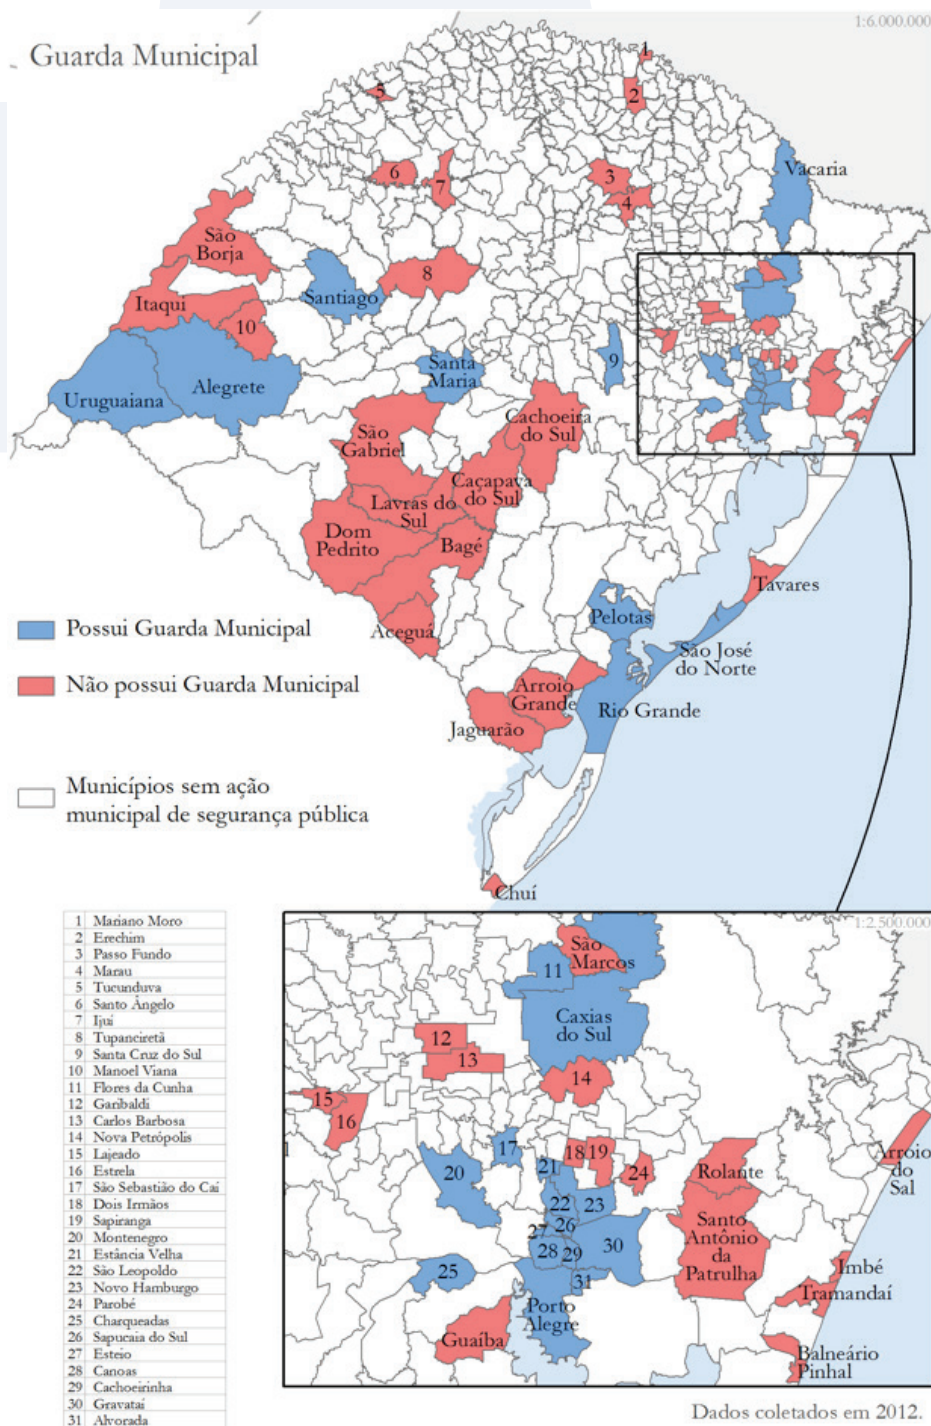 1:6.000.000
Guarda Municipal
1
5
2
Vacaria
6
7
3
4
São
Borja
8
Santiago
Itaqui
10
9
Santa
Maria
Alegrete
Uruguaiana
Cachoeira
do Sul
São
Gabriel
Caçapava
do Sul
Lavras do
Sul
Dom
Pedrito
Bagé
Tavares
Pelotas
Possui Guarda Municipal
Aceguá
São José
do Norte
Não possui Guarda Municipal
Arroio
Grande
Rio Grande
Jaguarão
Municípios sem ação
municipal de segurança pública
Chuí
1 Mariano Moro
2 Erechim
3 Passo Fundo
4 Marau
5 Tucunduva
6 Santo Ângelo
7 Ijuí
8 Tupanciretã
9 Santa Cruz do Sul
10 Manoel Viana
11 Flores da Cunha
12 Garibaldi
13 Carlos Barbosa
14 Nova Petrópolis
15 Lajeado
16 Estrela
17 São Sebastião do Caí
18 Dois Irmãos
19 Sapiranga
20 Montenegro
21 Estância Velha
22 São Leopoldo
23 Novo Hamburgo
24 Parobé
25 Charqueadas
26 Sapucaia do Sul
27 Esteio
28 Canoas
29 Cachoeirinha
30 Gravataí
31 Alvorada
1:2.500.000
São
Marcos
11
Caxias
do Sul
12
13
14
15
16
17
18
19
20
21
24
Rolante
Arroio
do
Sal
22
23
26
27
Santo
Antônio
da
Patrulha
28
29
30
25
31
Imbé
Tramandaí
Porto
Alegre
Guaíba
Balneário
Pinhal
Dados coletados em 2012.